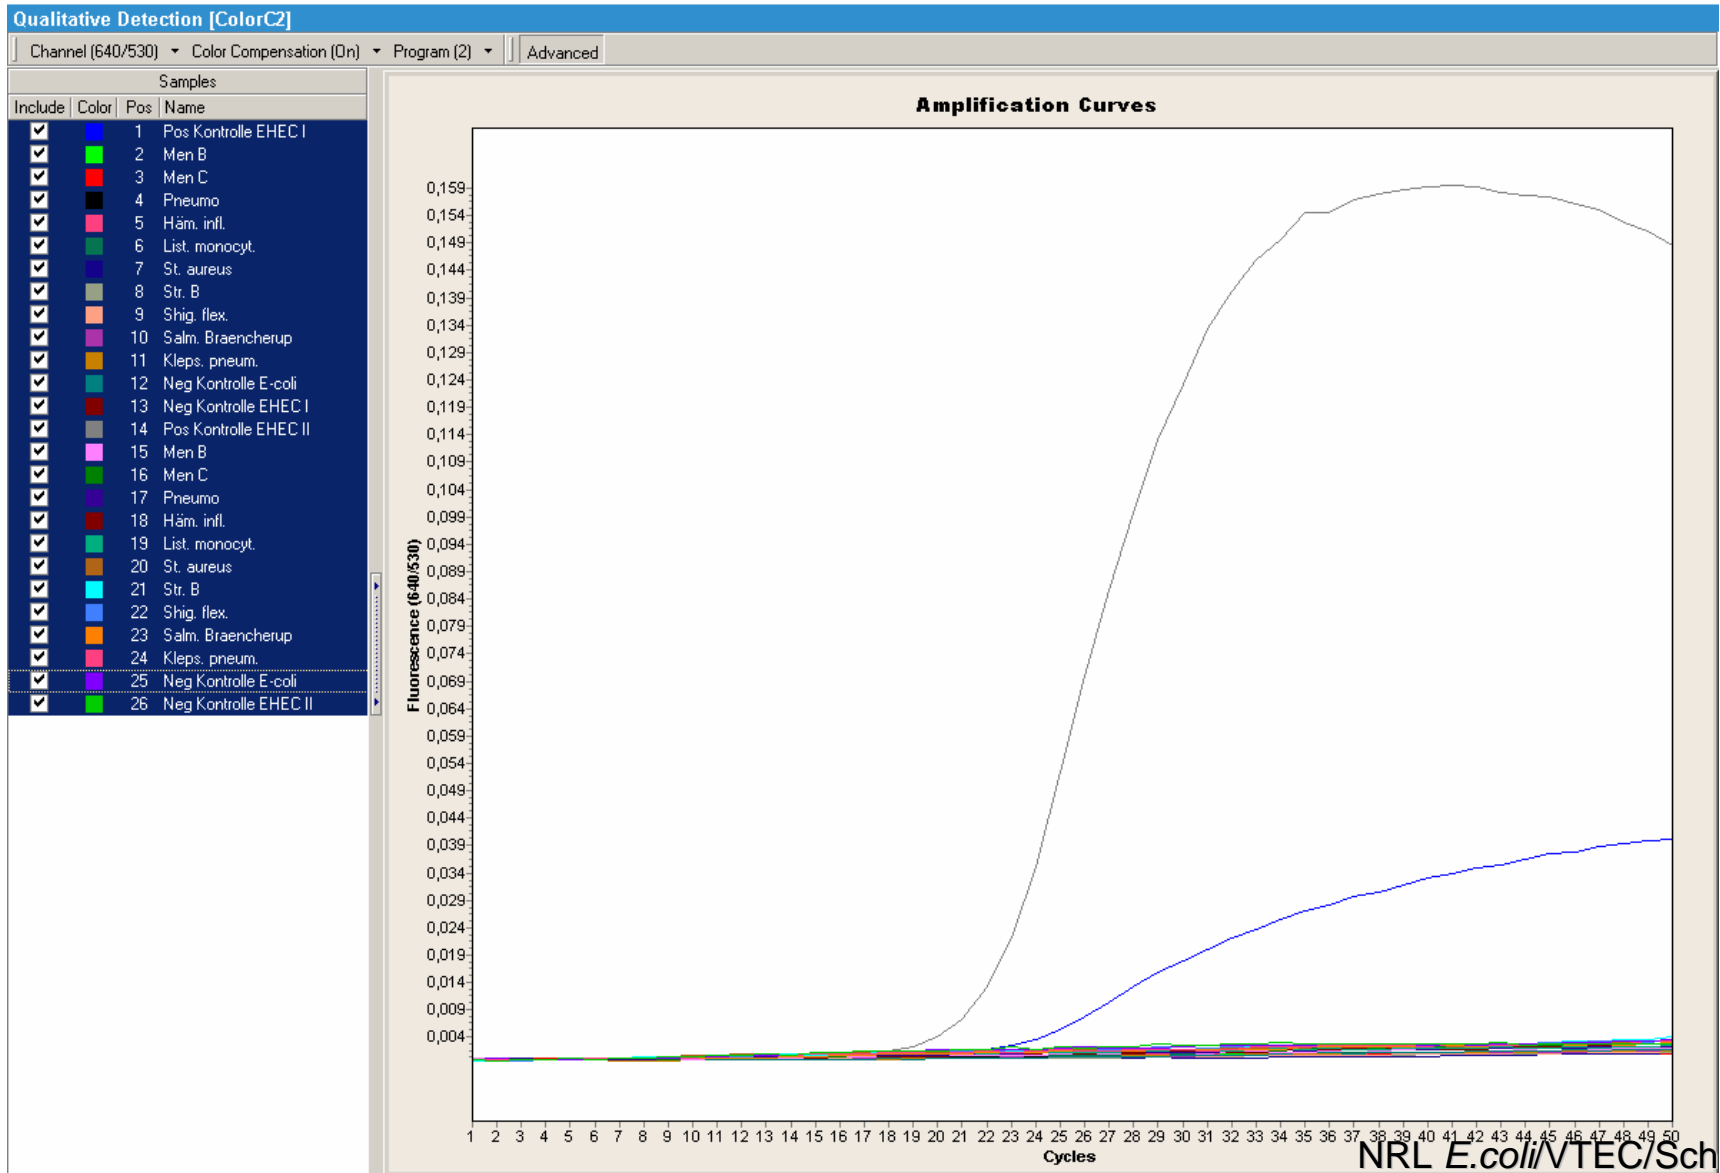 Qualitative Detection [ColorC2]
Channel (640/530) Color Compensation (On) Program (2) Advanced
Samples
Include Color Pos Name
1 Pos Kontrolle EHEC I
2 Men B
3 Men C
4 Pneumo
5 Häm. infl.
6 List. monocyt.
7 St. aureus
8 Str. B
9 Shig. flex.
10 Salm. Braencherup
11 Kleps. pneum.
12 Neg Kontrolle E-coli
13 Neg Kontrolle EHEC I
14 Pos Kontrolle EHEC II
15 Men B
16 Men C
17 Pneumo
18 Häm. infl.
19 List. monocyt.
20 St. aureus
21 Str. B
22 Shig. flex.
23 Salm. Braencherup
24 Kleps. pneum.
25 Neg Kontrolle E-coli
26 Neg Kontrolle EHEC II
Amplification Curves
0,159
0,154
0,149
0,144
0,139
0,134
0,129
0,124
0,119
0,114
0,109
0,104
0,099
0,094
0,089
0,084
0,079
0,074
0,069
0,064
0,059
0,054
0,049
0,044
0,039
0,034
0,029
0,024
0,019
0,014
0,009
0,004
Fluorescence (640/530)
1 2 3 4 5 6 7 8 9 10 11 12 13 14 15 16 17 18 19 20 21 22 23 24 25 26 27 28 29 30 31 32 33 34 35 36 37 38 39 40 41 42 43 44 45 46 47 48 49 50
Cycles
NRL E.coli/VTEC/Sch